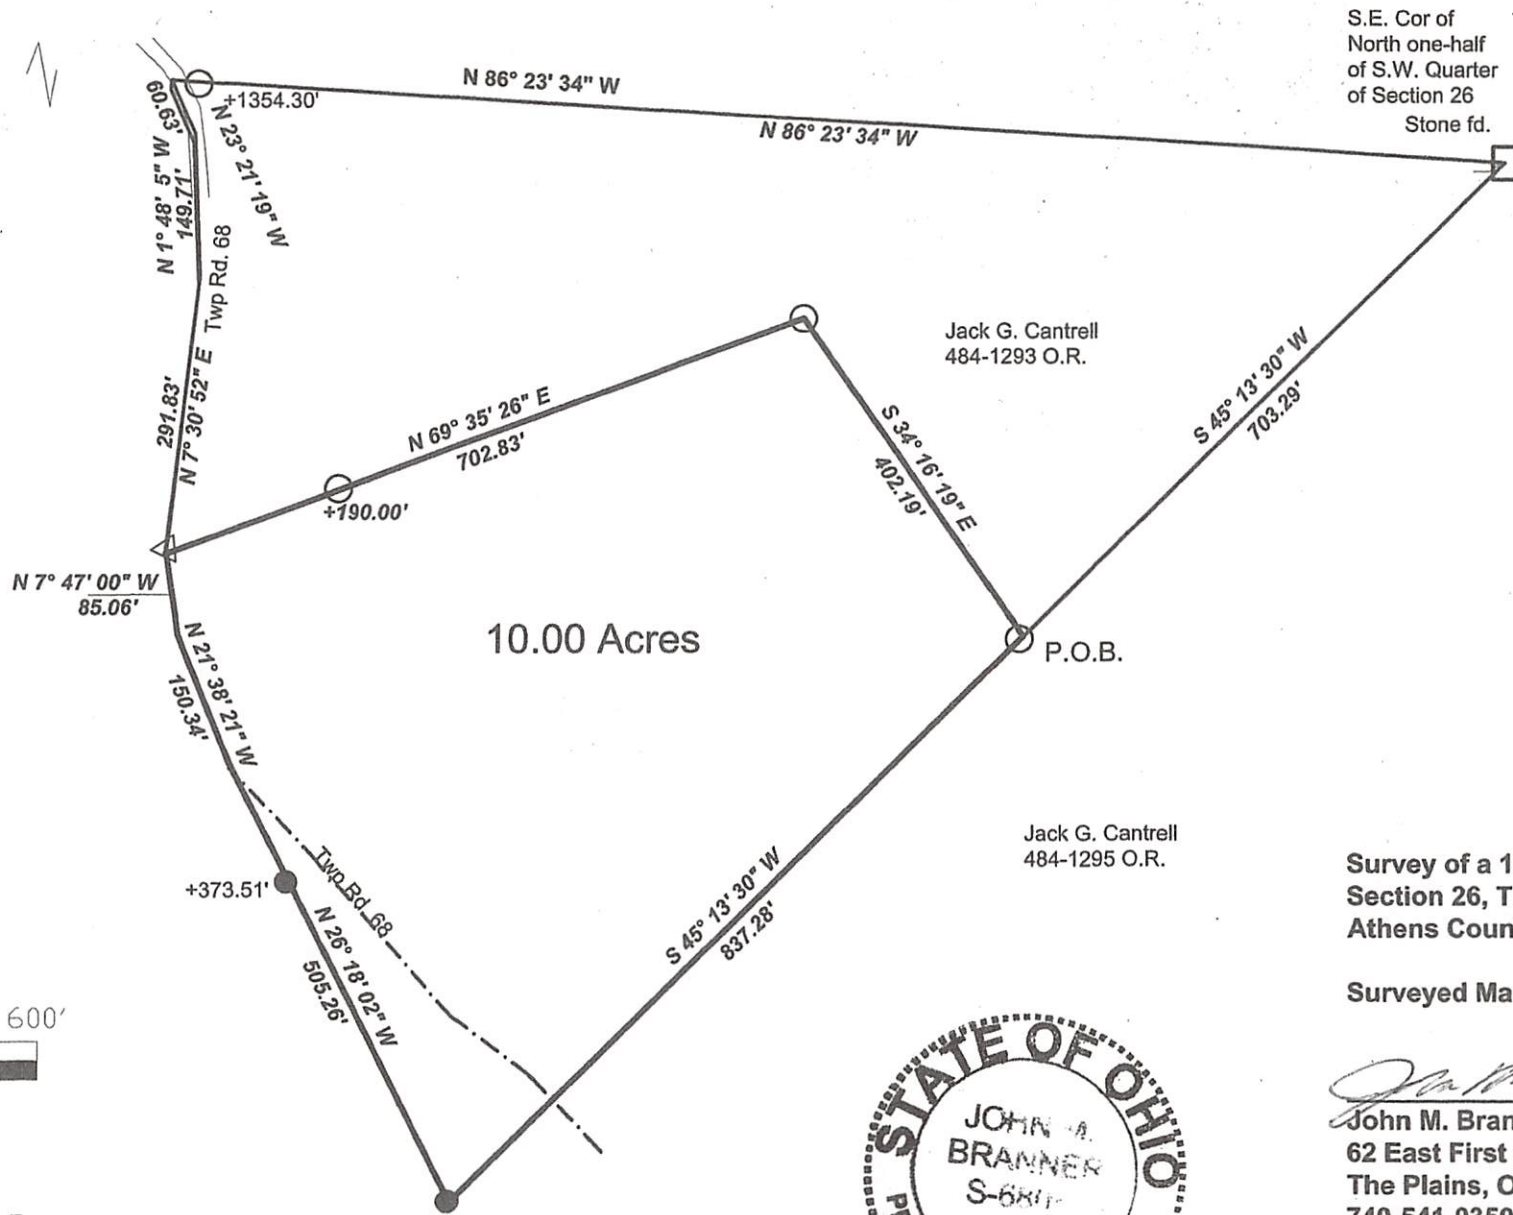 S.E. Cor of
North one-half
of S.W. Quarter
of Section 26
Stone fd.
N 86° 23' 34" W
N 86° 23' 34" W
+1354.30'
60.63'
N 23° 21' 19" W
N 1° 48' 5" W
149.71'
Twp Rd. 68
291.83'
N 7° 30' 52" E
Jack G. Cantrell
484-1293 O.R.
S 45° 13' 30" W
703.29'
N 69° 35' 26" E
702.83'
+190.00'
S 34° 16' 19" E
402.19'
N 7° 47' 00" W
85.06'
10.00 Acres
P.O.B.
N 21° 38' 21" W
150.34'
Twp Rd 68
+373.51'
N 26° 18' 02" W
505.26'
S 45° 13' 30" W
837.28'
Jack G. Cantrell
484-1295 O.R.
Survey of a 1
Section 26, T
Athens Coun
Surveyed Ma
600'
STATE OF OHIO
JOHN M.
BRANNER
John M. Bran
62 East First
The Plains, O